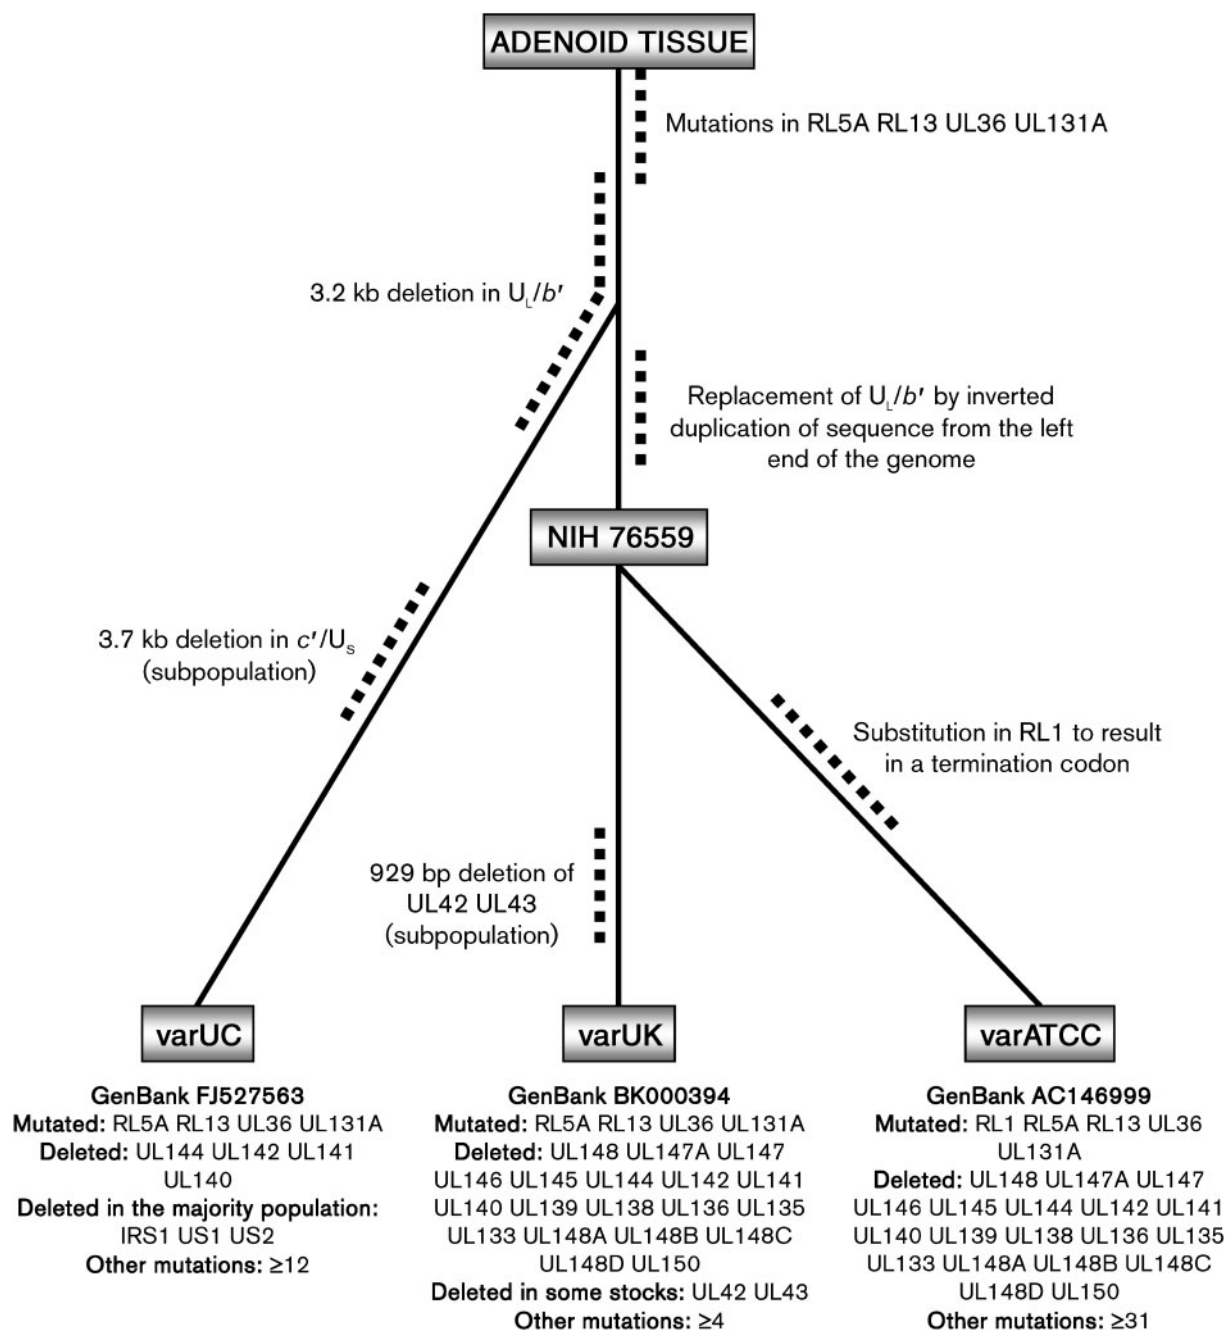 ADENOID TISSUE
Mutations in RL5A RL13 UL36 UL131A
3.2 kb deletion in UL/b′
Replacement of UL/b′ by inverted
duplication of sequence from the left
end of the genome
NIH 76559
3.7 kb deletion in c′/US
(subpopulation)
Substitution in RL1 to result
in a termination codon
929 bp deletion of
UL42 UL43
(subpopulation)
varUC
GenBank FJ527563
Mutated: RL5A RL13 UL36 UL131A
Deleted: UL144 UL142 UL141
UL140
Deleted in the majority population:
IRS1 US1 US2
Other mutations: ≥12
varUK
GenBank BK000394
Mutated: RL5A RL13 UL36 UL131A
Deleted: UL148 UL147A UL147
UL146 UL145 UL144 UL142 UL141
UL140 UL139 UL138 UL136 UL135
UL133 UL148A UL148B UL148C
UL148D UL150
Deleted in some stocks: UL42 UL43
Other mutations: ≥4
varATCC
GenBank AC146999
Mutated: RL1 RL5A RL13 UL36
UL131A
Deleted: UL148 UL147A UL147
UL146 UL145 UL144 UL142 UL141
UL140 UL139 UL138 UL136 UL135
UL133 UL148A UL148B UL148C
UL148D UL150
Other mutations: ≥31